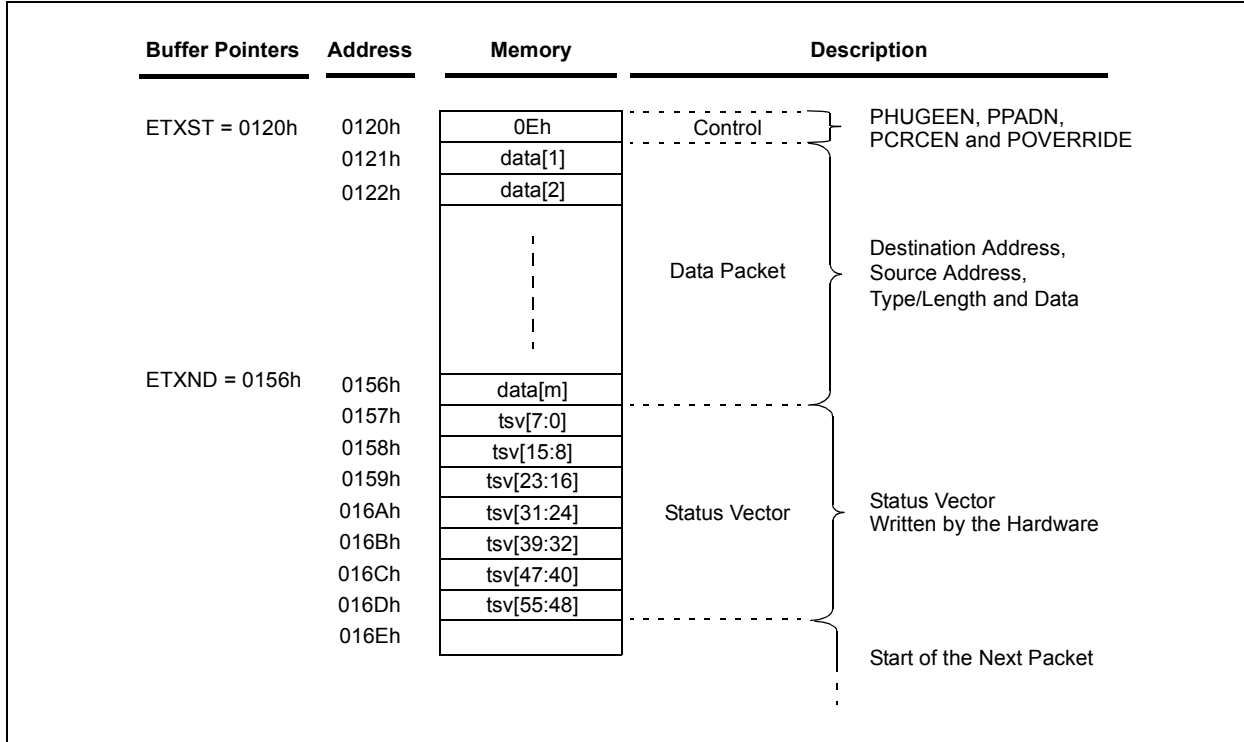 Buffer Pointers Address Memory Description
ETXST = 0120h 0120h 0Eh Control PHUGEEN, PPADN,
PCRCEN and POVERRIDE
0121h data[1]
0122h data[2]
Data Packet Destination Address,
Source Address,
Type/Length and Data
ETXND = 0156h 0156h data[m]
0157h tsv[7:0]
0158h tsv[15:8]
0159h tsv[23:16]
016Ah tsv[31:24] Status Vector Status Vector
Written by the Hardware
016Bh tsv[39:32]
016Ch tsv[47:40]
016Dh tsv[55:48]
016Eh
Start of the Next Packet